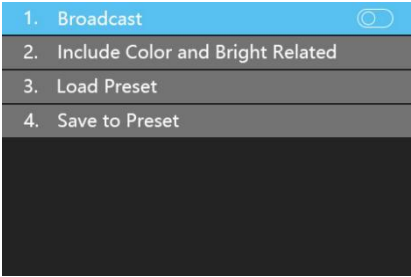 1. Broadcast
2. Include Color and Bright Related
3. Load Preset
4. Save to Preset